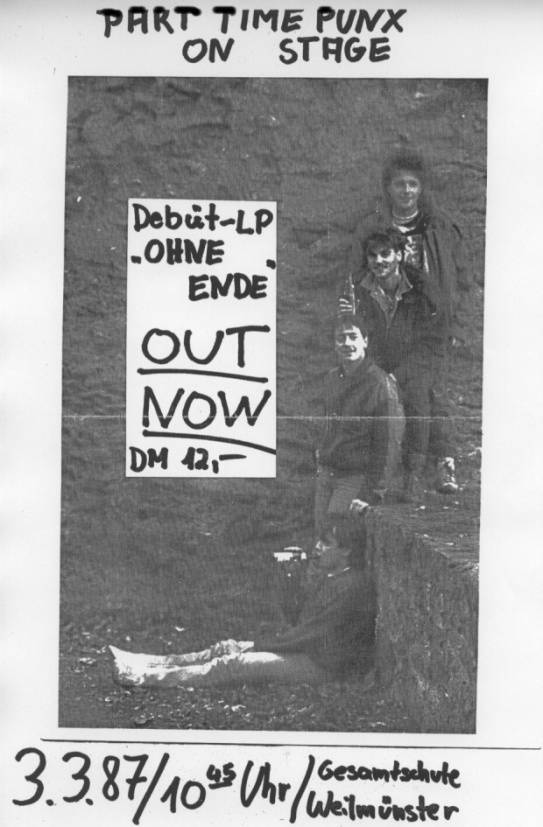 PART TIME PUNX
ON STAGE
Debüt-LP
„OHNE
ENDE"
OUT
NOW
DM 12,—
3.3.87/10⁴⁵ Uhr/Gesamtschule
Weilmünster